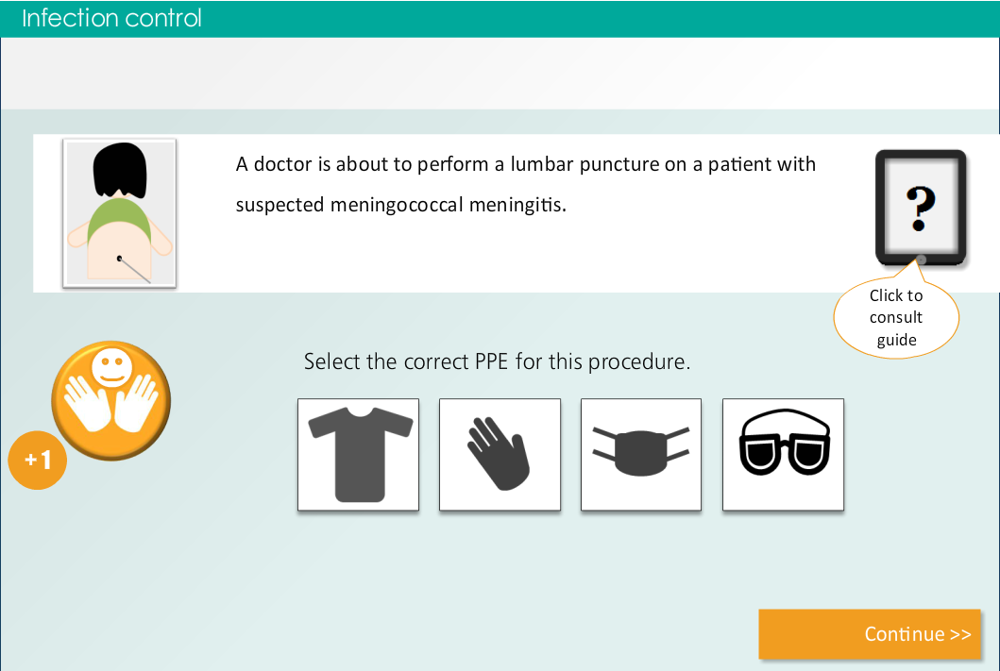 Infection control
A doctor is about to perform a lumbar puncture on a patient with
suspected meningococcal meningitis.
?
Click to
consult
guide
Select the correct PPE for this procedure.
+1
Continue >>